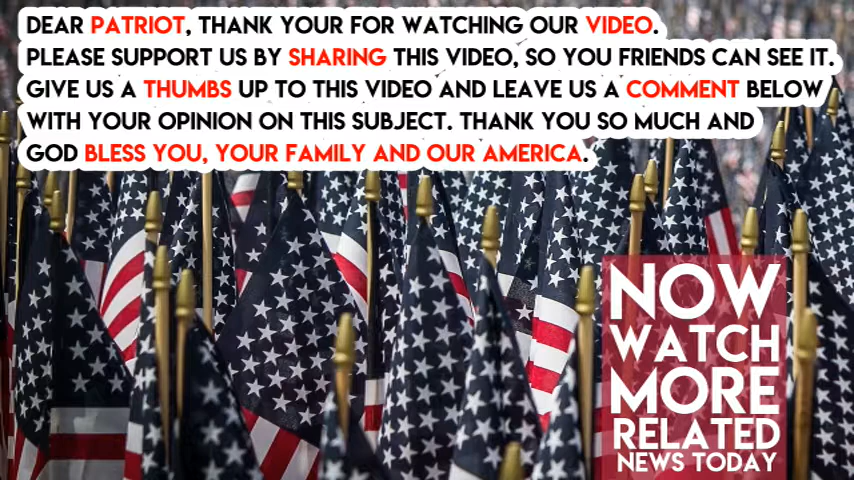 DEAR PATRIOT, THANK YOUR FOR WATCHING OUR VIDEO.
PLEASE SUPPORT US BY SHARING THIS VIDEO, SO YOU FRIENDS CAN SEE IT.
GIVE US A THUMBS UP TO THIS VIDEO AND LEAVE US A COMMENT BELOW
WITH YOUR OPINION ON THIS SUBJECT. THANK YOU SO MUCH AND
GOD BLESS YOU, YOUR FAMILY AND OUR AMERICA.
NOW
WATCH
MORE
RELATED
NEWS TODAY